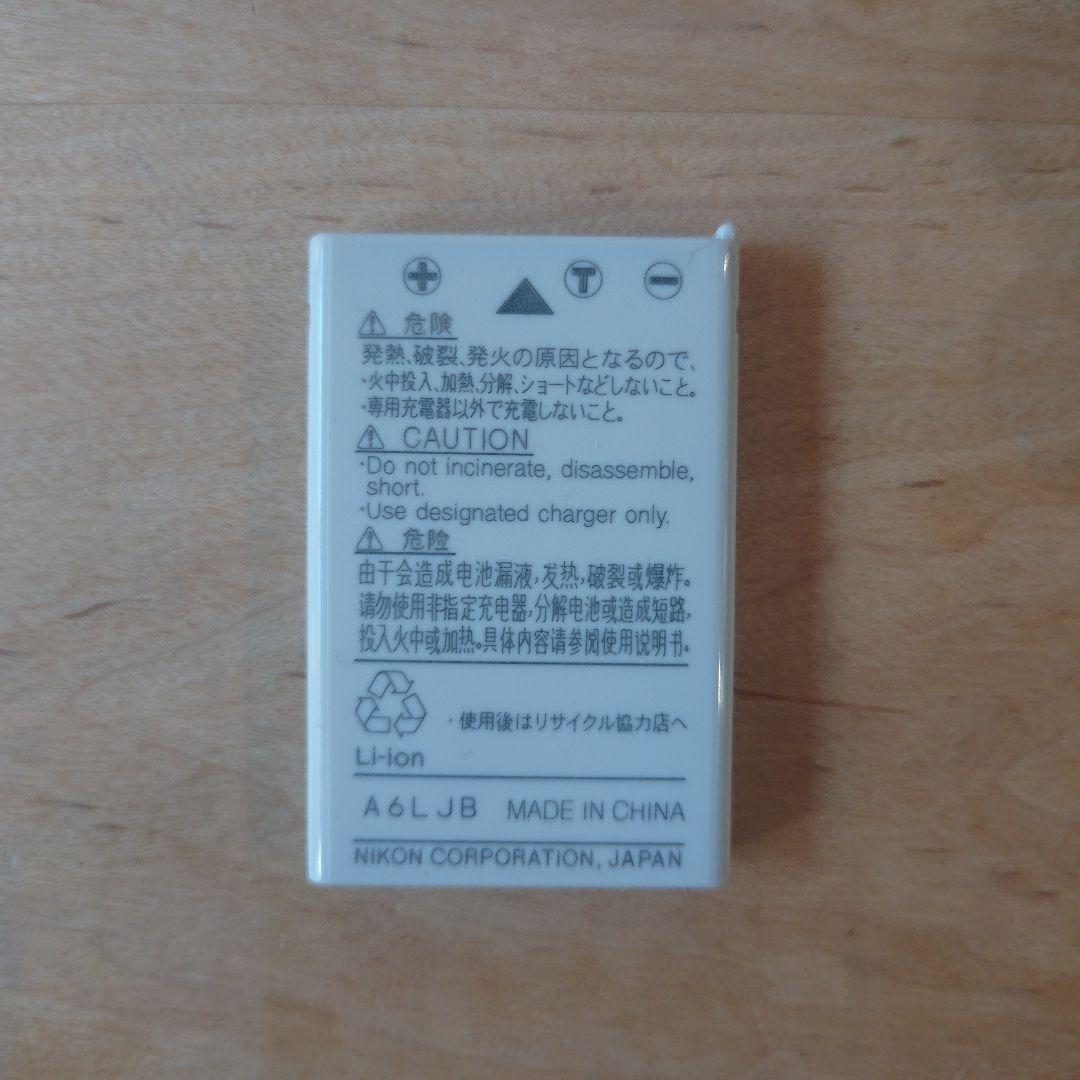 + T −
⚠ 危険
発熱、破裂、発火の原因となるので、
・火中投入、加熱、分解、ショートなどしないこと。
・専用充電器以外で充電しないこと。
⚠ CAUTION
·Do not incinerate, disassemble,
short.
·Use designated charger only.
⚠ 危险
由于会造成电池漏液，发热，破裂或爆炸。
请勿使用非指定充电器，分解电池或造成短路，
投入火中或加热。具体内容请参阅使用说明书。
・使用後はリサイクル協力店へ
Li-ion
A6LJB MADE IN CHINA
NIKON CORPORATION, JAPAN